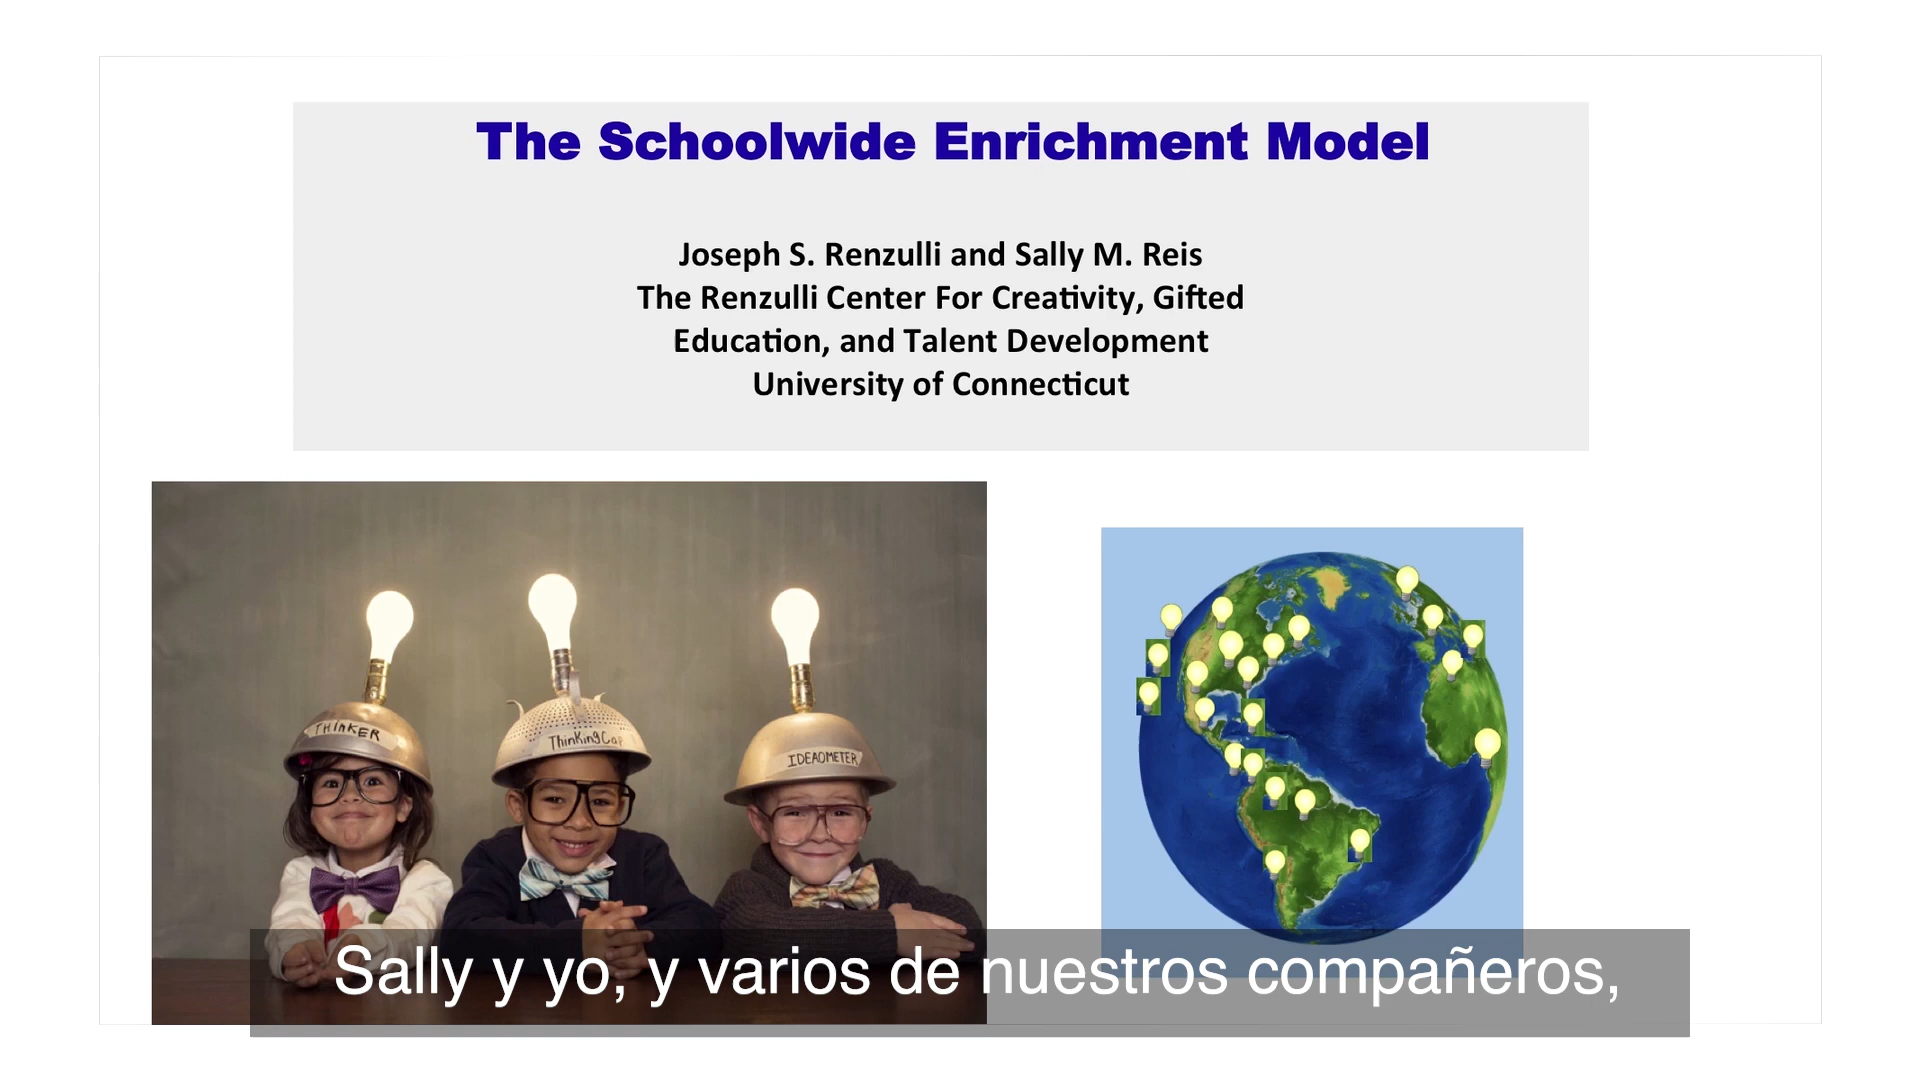 The Schoolwide Enrichment Model
Joseph S. Renzulli and Sally M. Reis
The Renzulli Center For Creativity, Gifted
Education, and Talent Development
University of Connecticut
THINKER
ThinkingCap
IDEAOMETER
Sally y yo, y varios de nuestros compañeros,